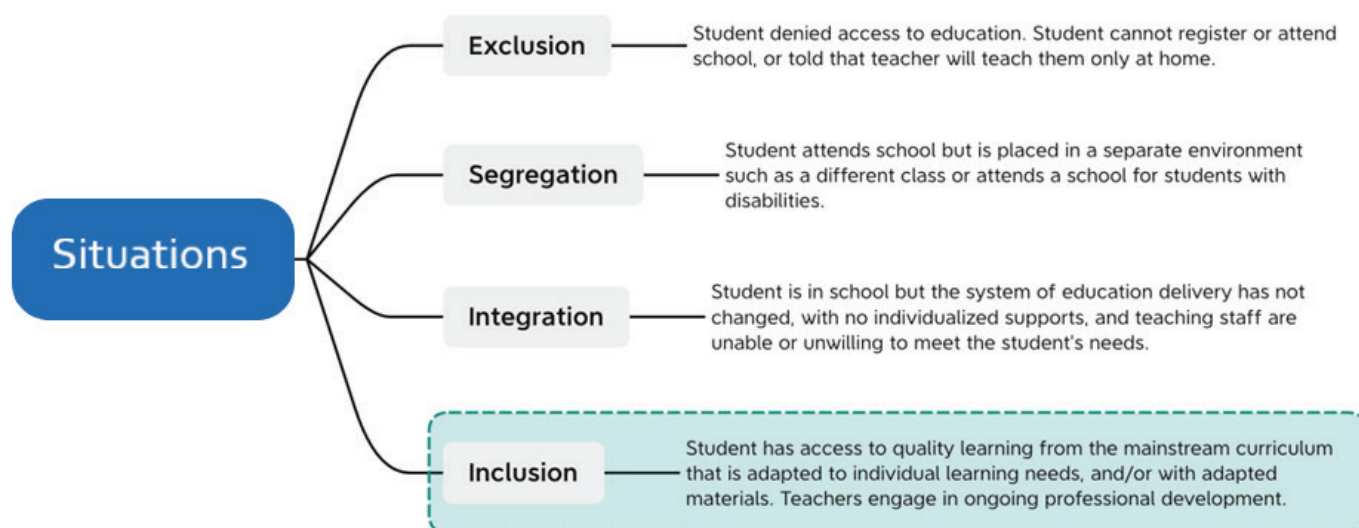 Situations
Exclusion
Student denied access to education. Student cannot register or attend
school, or told that teacher will teach them only at home.
Segregation
Student attends school but is placed in a separate environment
such as a different class or attends a school for students with
disabilities.
Integration
Student is in school but the system of education delivery has not
changed, with no individualized supports, and teaching staff are
unable or unwilling to meet the student's needs.
Inclusion
Student has access to quality learning from the mainstream curriculum
that is adapted to individual learning needs, and/or with adapted
materials. Teachers engage in ongoing professional development.